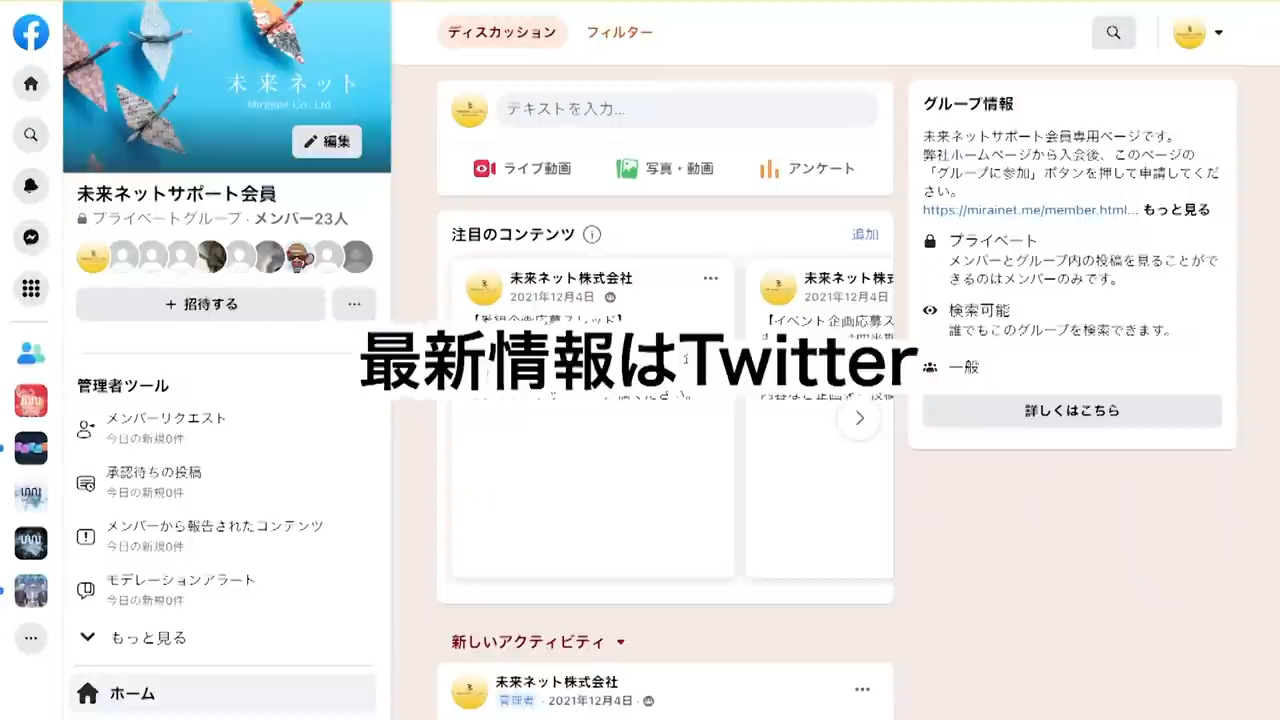 未来ネット
Mirainet Co.,Ltd
編集
未来ネットサポート会員
プライベートグループ · メンバー23人
+ 招待する
管理者ツール
メンバーリクエスト
今日の新規0件
承認待ちの投稿
今日の新規0件
メンバーから報告されたコンテンツ
今日の新規0件
モデレーションアラート
今日の新規0件
もっと見る
ホーム
ディスカッション
フィルター
テキストを入力...
ライブ動画
写真・動画
アンケート
注目のコンテンツ
追加
未来ネット株式会社
2021年12月4日
【番組企画応募スレッド】
未来ネット株式
2021年12月4日
【イベント企画応募ス
最新情報はTwitter
新しいアクティビティ
未来ネット株式会社
管理者 · 2021年12月4日 ·
グループ情報
未来ネットサポート会員専用ページです。
弊社ホームページから入会後、このページの
「グループに参加」ボタンを押して申請してくだ
さい。
https://mirainet.me/member.html... もっと見る
プライベート
メンバーとグループ内の投稿を見ることがで
きるのはメンバーのみです。
検索可能
誰でもこのグループを検索できます。
一般
詳しくはこちら